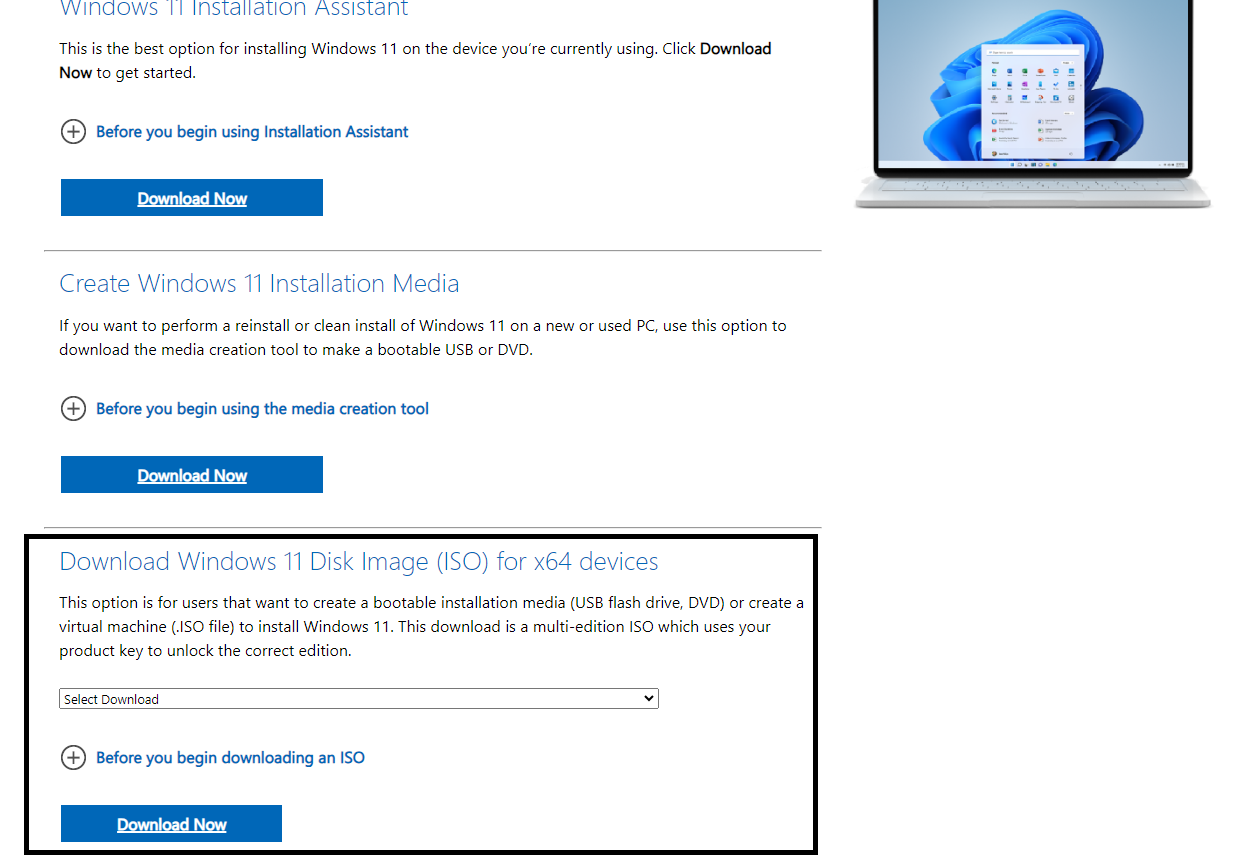 Windows 11 Installation Assistant
This is the best option for installing Windows 11 on the device you’re currently using. Click Download
Now to get started.
Before you begin using Installation Assistant
Download Now
Create Windows 11 Installation Media
If you want to perform a reinstall or clean install of Windows 11 on a new or used PC, use this option to
download the media creation tool to make a bootable USB or DVD.
Before you begin using the media creation tool
Download Now
Download Windows 11 Disk Image (ISO) for x64 devices
This option is for users that want to create a bootable installation media (USB flash drive, DVD) or create a
virtual machine (.ISO file) to install Windows 11. This download is a multi-edition ISO which uses your
product key to unlock the correct edition.
Select Download
Before you begin downloading an ISO
Download Now